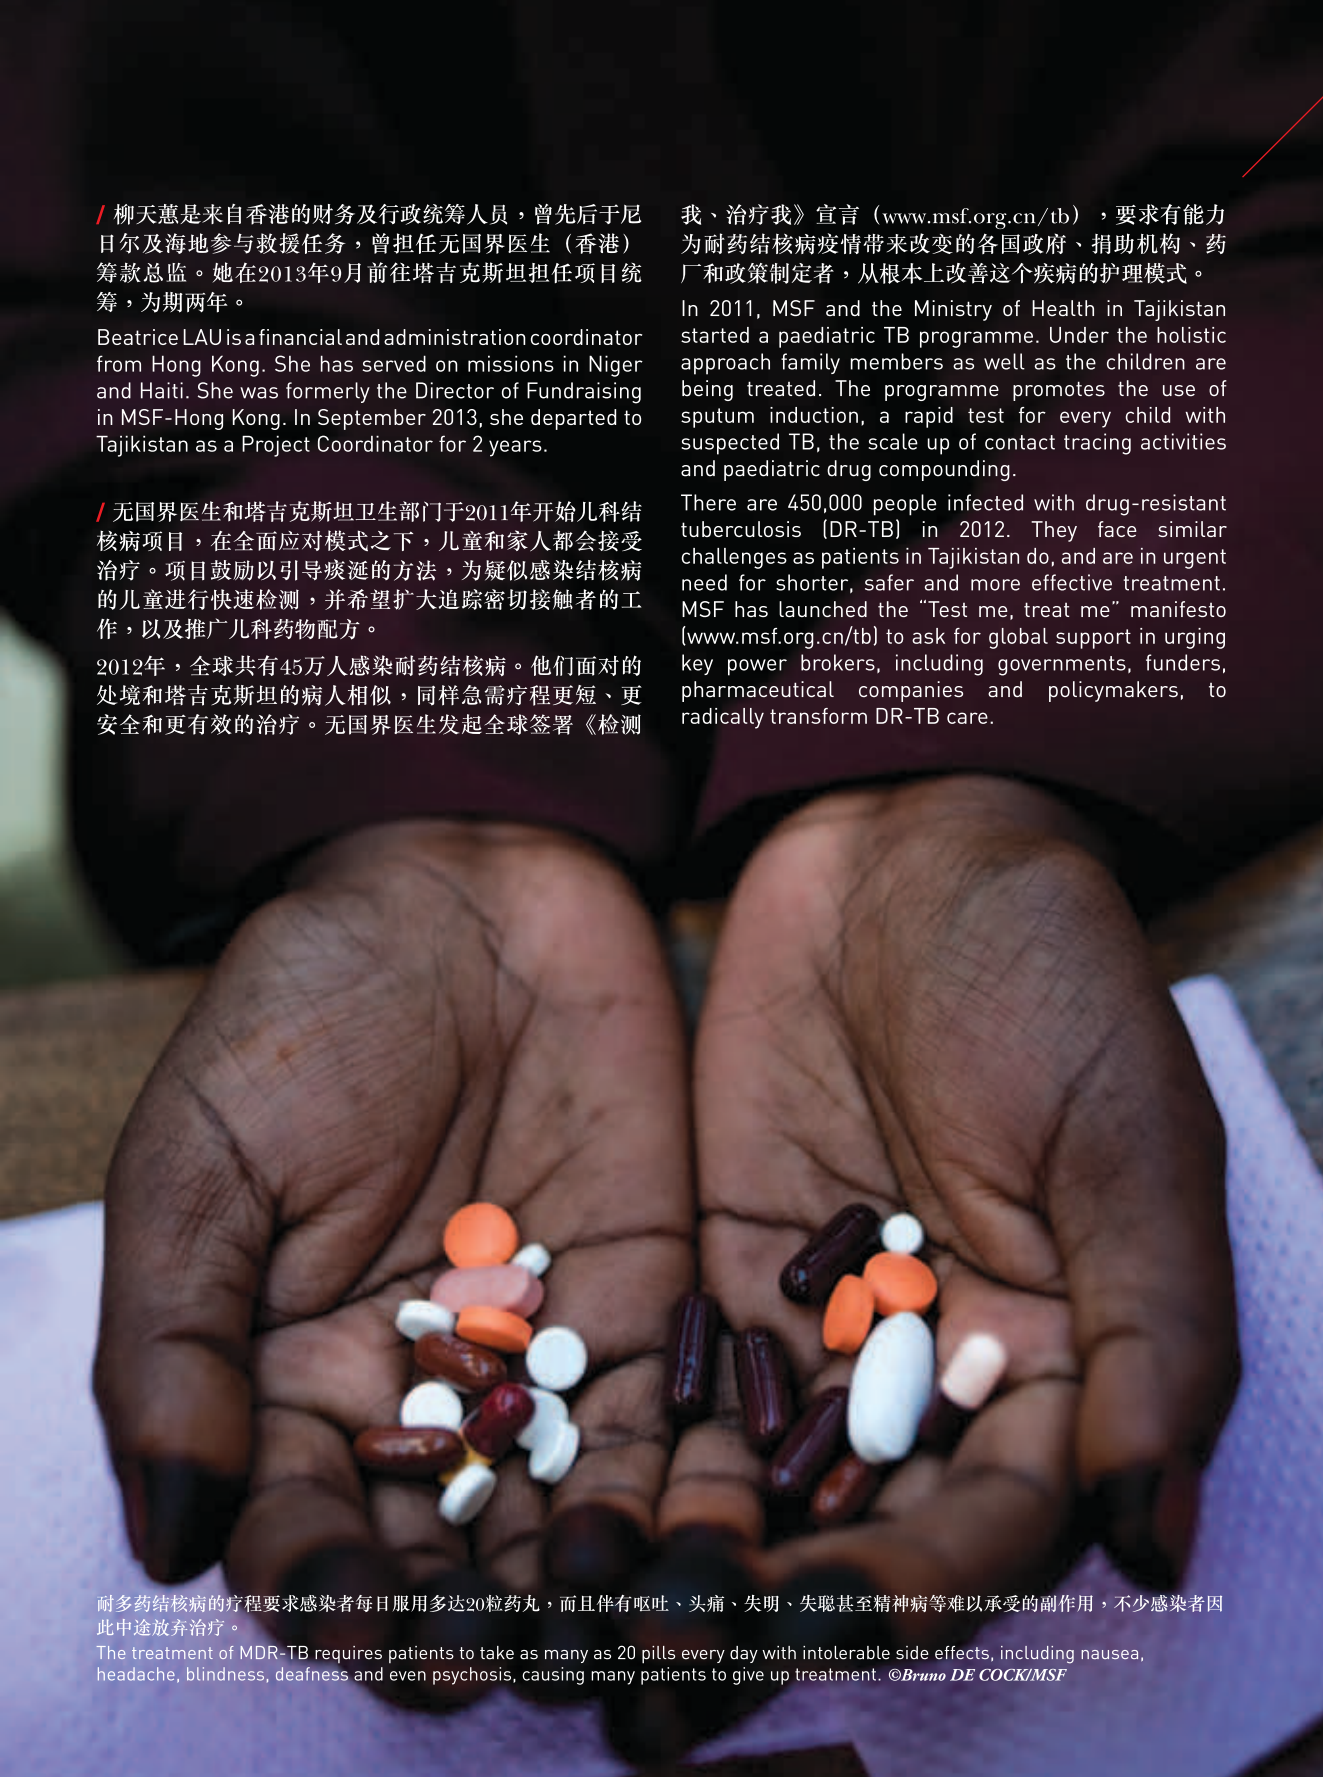 / 柳天蕙是来自香港的财务及行政统筹人员，曾先后于尼
日尔及海地参与救援任务，曾担任无国界医生（香港）
筹款总监。她在2013年9月前往塔吉克斯坦担任项目统
筹，为期两年。
Beatrice LAU is a financial and administration coordinator
from Hong Kong. She has served on missions in Niger
and Haiti. She was formerly the Director of Fundraising
in MSF-Hong Kong. In September 2013, she departed to
Tajikistan as a Project Coordinator for 2 years.
/ 无国界医生和塔吉克斯坦卫生部门于2011年开始儿科结
核病项目，在全面应对模式之下，儿童和家人都会接受
治疗。项目鼓励以引导痰涎的方法，为疑似感染结核病
的儿童进行快速检测，并希望扩大追踪密切接触者的工
作，以及推广儿科药物配方。
2012年，全球共有45万人感染耐药结核病。他们面对的
处境和塔吉克斯坦的病人相似，同样急需疗程更短、更
安全和更有效的治疗。无国界医生发起全球签署《检测
我、治疗我》宣言（www.msf.org.cn/tb），要求有能力
为耐药结核病疫情带来改变的各国政府、捐助机构、药
厂和政策制定者，从根本上改善这个疾病的护理模式。
In 2011, MSF and the Ministry of Health in Tajikistan
started a paediatric TB programme. Under the holistic
approach family members as well as the children are
being treated. The programme promotes the use of
sputum induction, a rapid test for every child with
suspected TB, the scale up of contact tracing activities
and paediatric drug compounding.
There are 450,000 people infected with drug-resistant
tuberculosis (DR-TB) in 2012. They face similar
challenges as patients in Tajikistan do, and are in urgent
need for shorter, safer and more effective treatment.
MSF has launched the “Test me, treat me” manifesto
(www.msf.org.cn/tb) to ask for global support in urging
key power brokers, including governments, funders,
pharmaceutical companies and policymakers, to
radically transform DR-TB care.
耐多药结核病的疗程要求感染者每日服用多达20粒药丸，而且伴有呕吐、头痛、失明、失聪甚至精神病等难以承受的副作用，不少感染者因
此中途放弃治疗。
The treatment of MDR-TB requires patients to take as many as 20 pills every day with intolerable side effects, including nausea,
headache, blindness, deafness and even psychosis, causing many patients to give up treatment. ©Bruno DE COCK/MSF